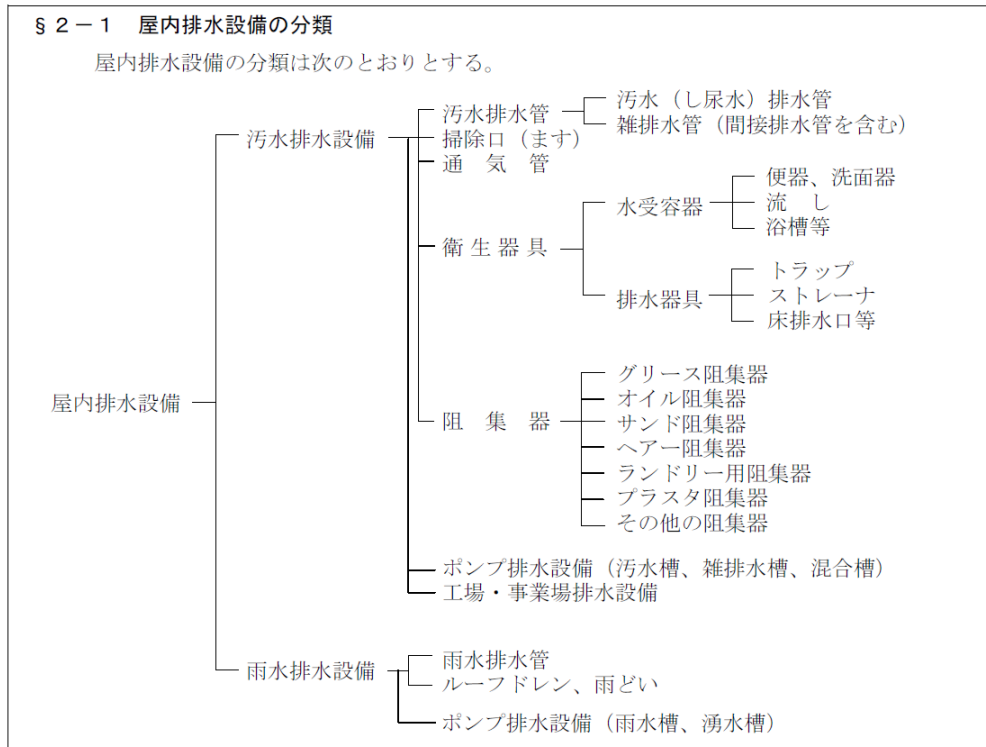 §2-1 屋内排水設備の分類
屋内排水設備の分類は次のとおりとする。
屋内排水設備
汚水排水設備
汚水排水管
汚水（し尿水）排水管
雑排水管（間接排水管を含む）
掃除口（ます）
通気管
衛生器具
水受容器
便器、洗面器
流し
浴槽等
排水器具
トラップ
ストレーナ
床排水口等
阻集器
グリース阻集器
オイル阻集器
サンド阻集器
ヘアー阻集器
ランドリー用阻集器
プラスタ阻集器
その他の阻集器
ポンプ排水設備（汚水槽、雑排水槽、混合槽）
工場・事業場排水設備
雨水排水設備
雨水排水管
ルーフドレン、雨どい
ポンプ排水設備（雨水槽、湧水槽）